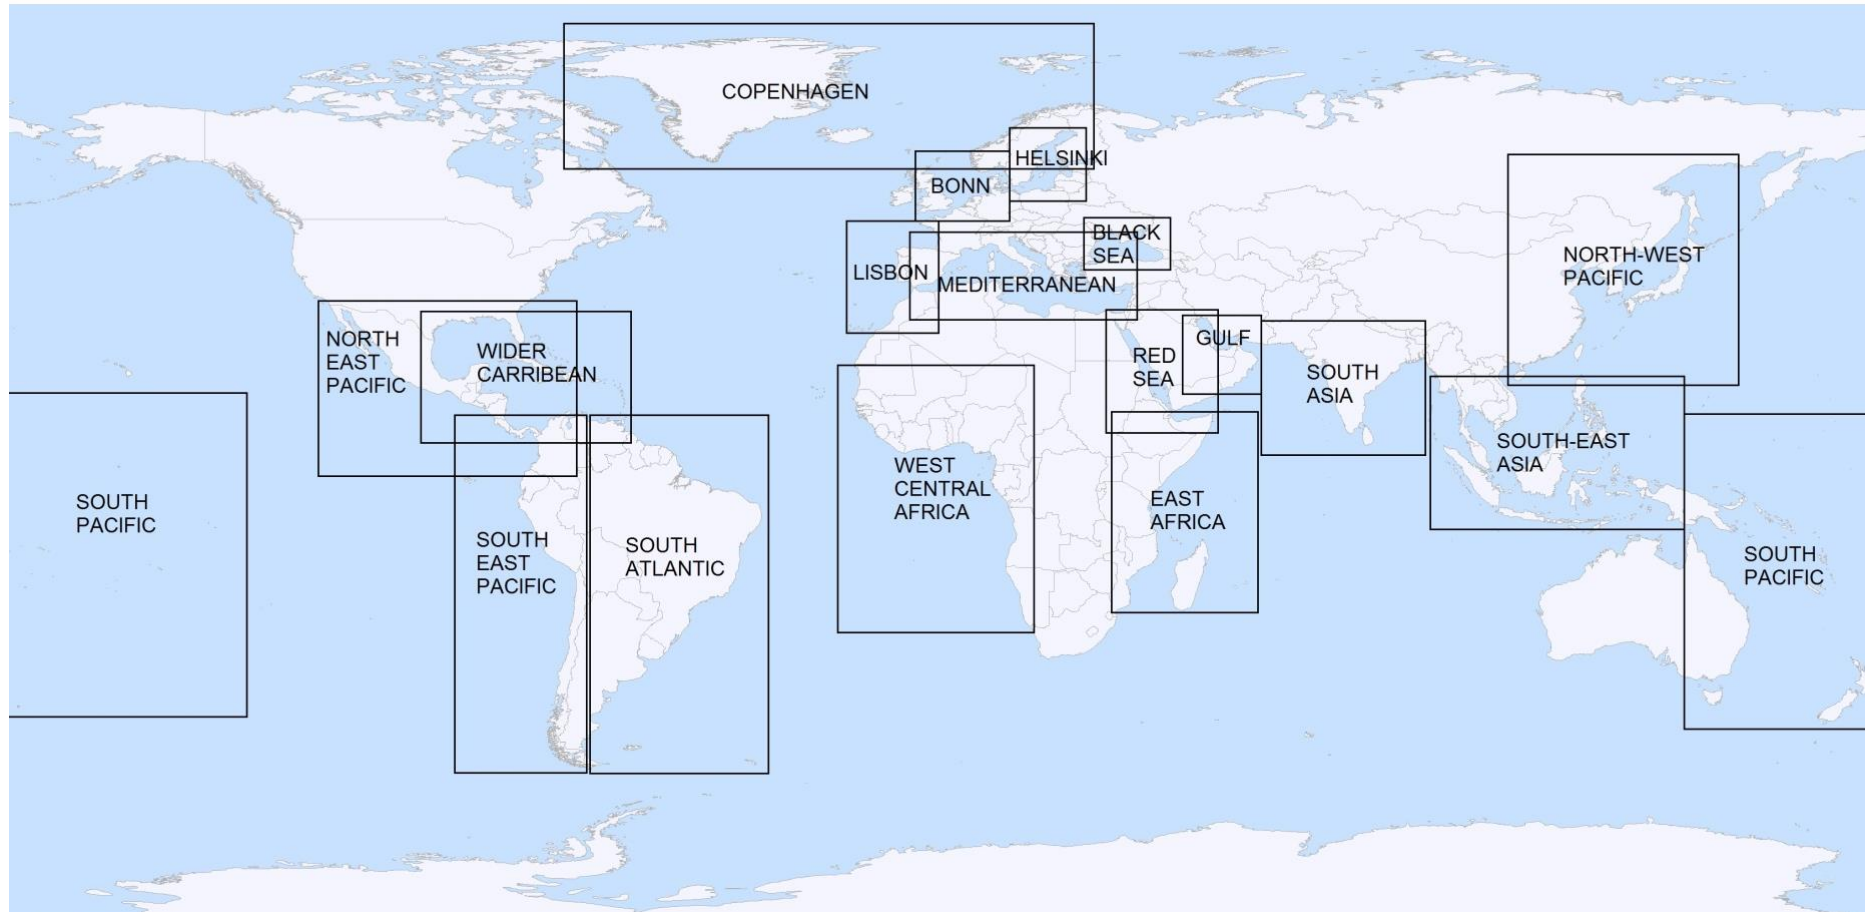 COPENHAGEN
HELSINKI
BONN
BLACK
SEA
LISBON
MEDITERRANEAN
NORTH-WEST
PACIFIC
NORTH
EAST
PACIFIC
WIDER
CARRIBEAN
RED
SEA
GULF
SOUTH
ASIA
SOUTH-EAST
ASIA
WEST
CENTRAL
AFRICA
EAST
AFRICA
SOUTH
PACIFIC
SOUTH
EAST
PACIFIC
SOUTH
ATLANTIC
SOUTH
PACIFIC